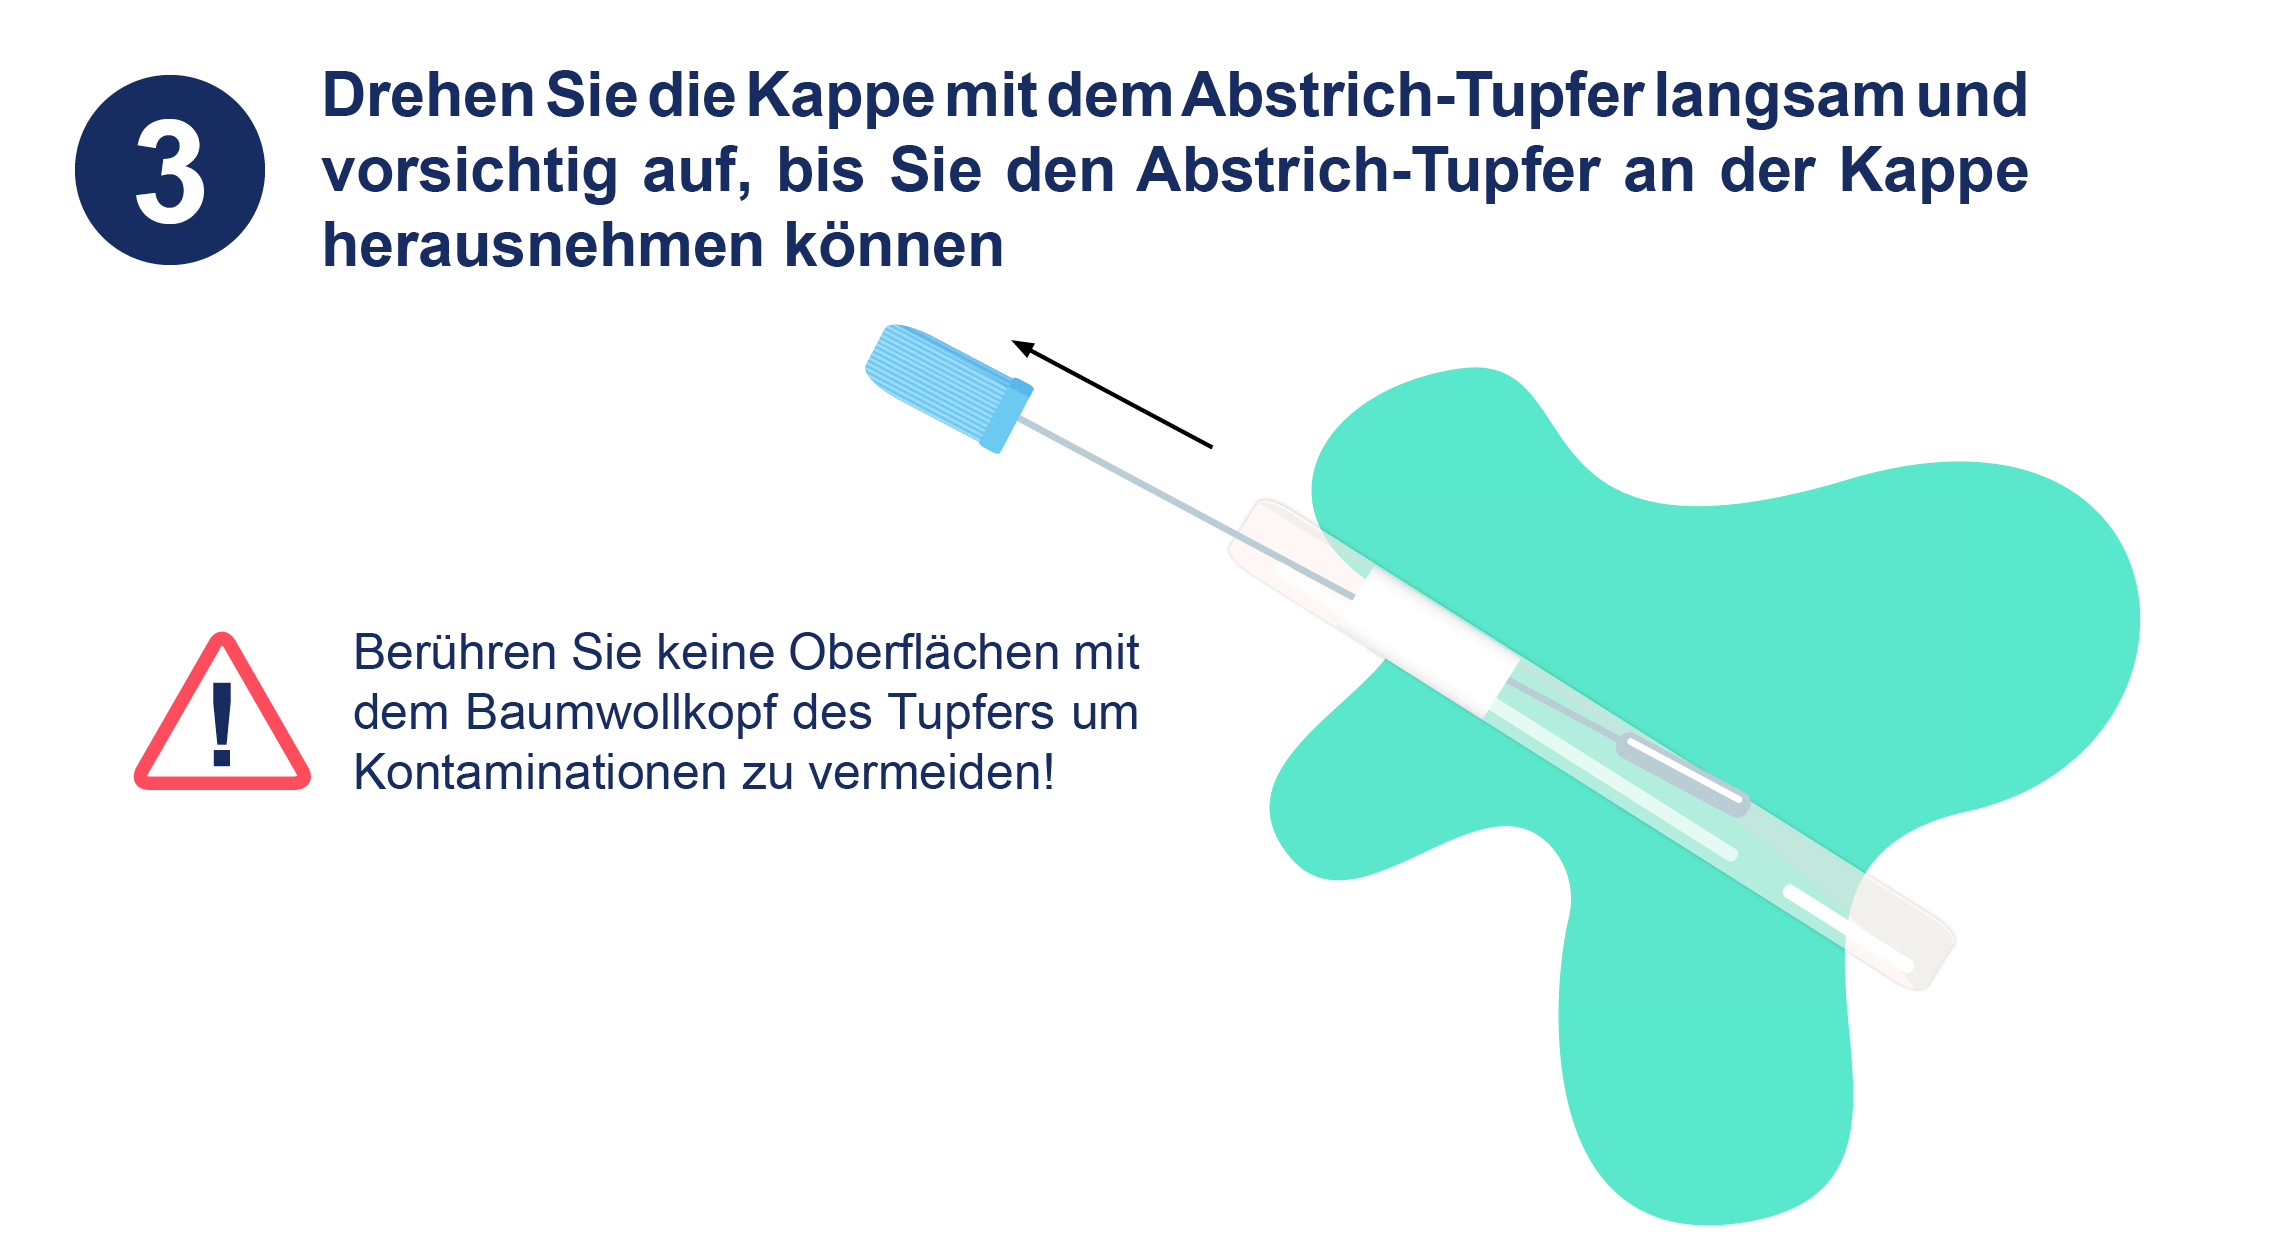 3
Drehen Sie die Kappe mit dem Abstrich-Tupfer langsam und
vorsichtig auf, bis Sie den Abstrich-Tupfer an der Kappe
herausnehmen können
!
Berühren Sie keine Oberflächen mit
dem Baumwollkopf des Tupfers um
Kontaminationen zu vermeiden!